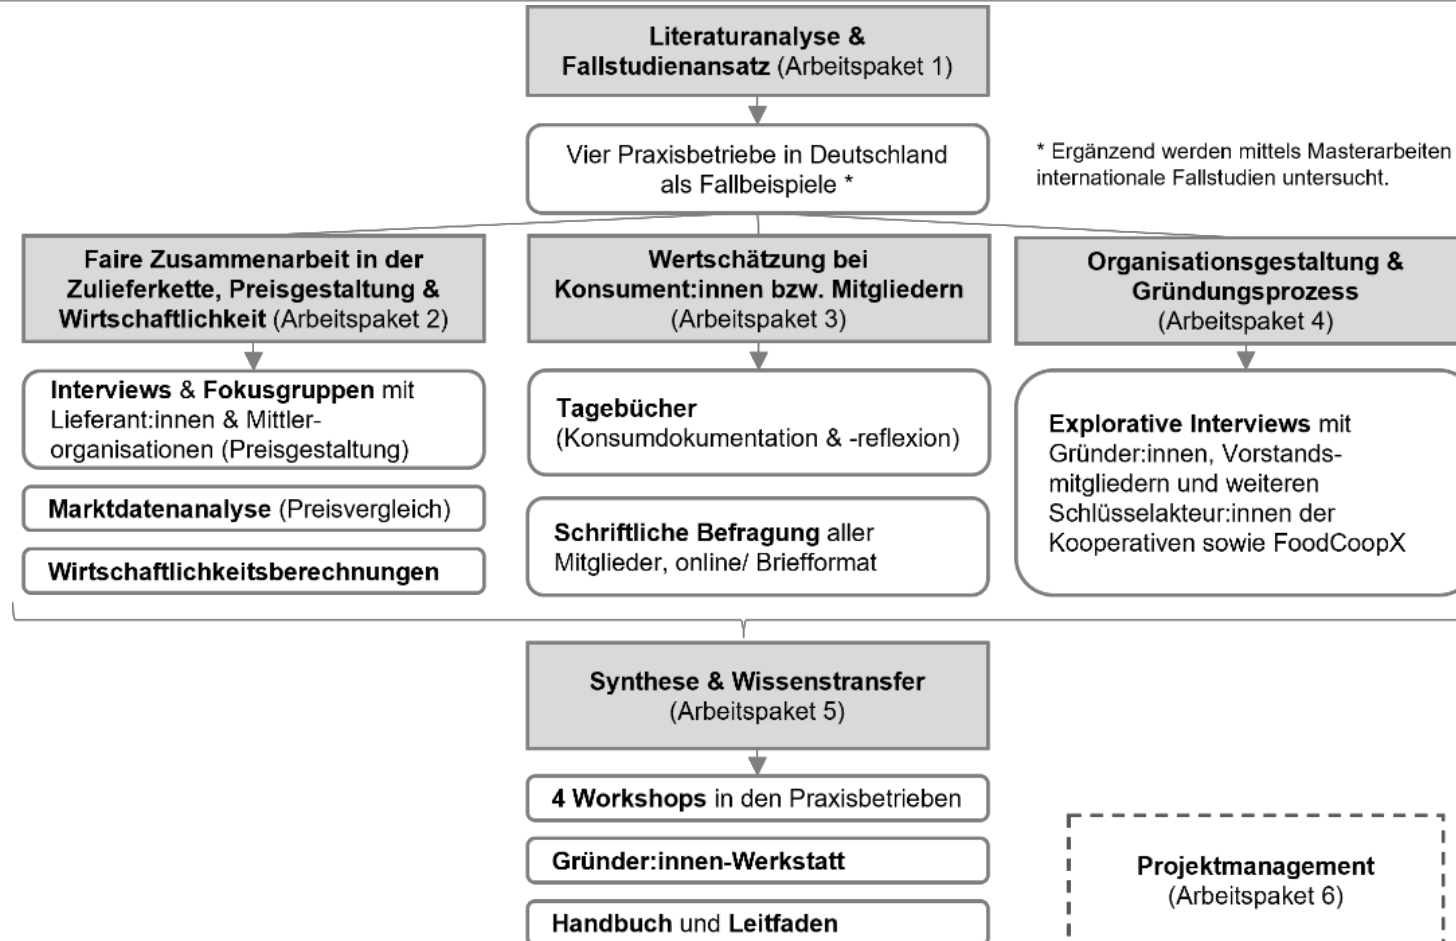 Literaturanalyse &
Fallstudienansatz (Arbeitspaket 1)
Vier Praxisbetriebe in Deutschland
als Fallbeispiele *
* Ergänzend werden mittels Masterarbeiten
internationale Fallstudien untersucht.
Faire Zusammenarbeit in der
Zulieferkette, Preisgestaltung &
Wirtschaftlichkeit (Arbeitspaket 2)
Interviews & Fokusgruppen mit
Lieferant:innen & Mittler-
organisationen (Preisgestaltung)
Marktdatenanalyse (Preisvergleich)
Wirtschaftlichkeitsberechnungen
Wertschätzung bei
Konsument:innen bzw. Mitgliedern
(Arbeitspaket 3)
Tagebücher
(Konsumdokumentation & -reflexion)
Schriftliche Befragung aller
Mitglieder, online/ Briefformat
Organisationsgestaltung &
Gründungsprozess
(Arbeitspaket 4)
Explorative Interviews mit
Gründer:innen, Vorstands-
mitgliedern und weiteren
Schlüsselakteur:innen der
Kooperativen sowie FoodCoopX
Synthese & Wissenstransfer
(Arbeitspaket 5)
4 Workshops in den Praxisbetrieben
Gründer:innen-Werkstatt
Handbuch und Leitfaden
Projektmanagement
(Arbeitspaket 6)